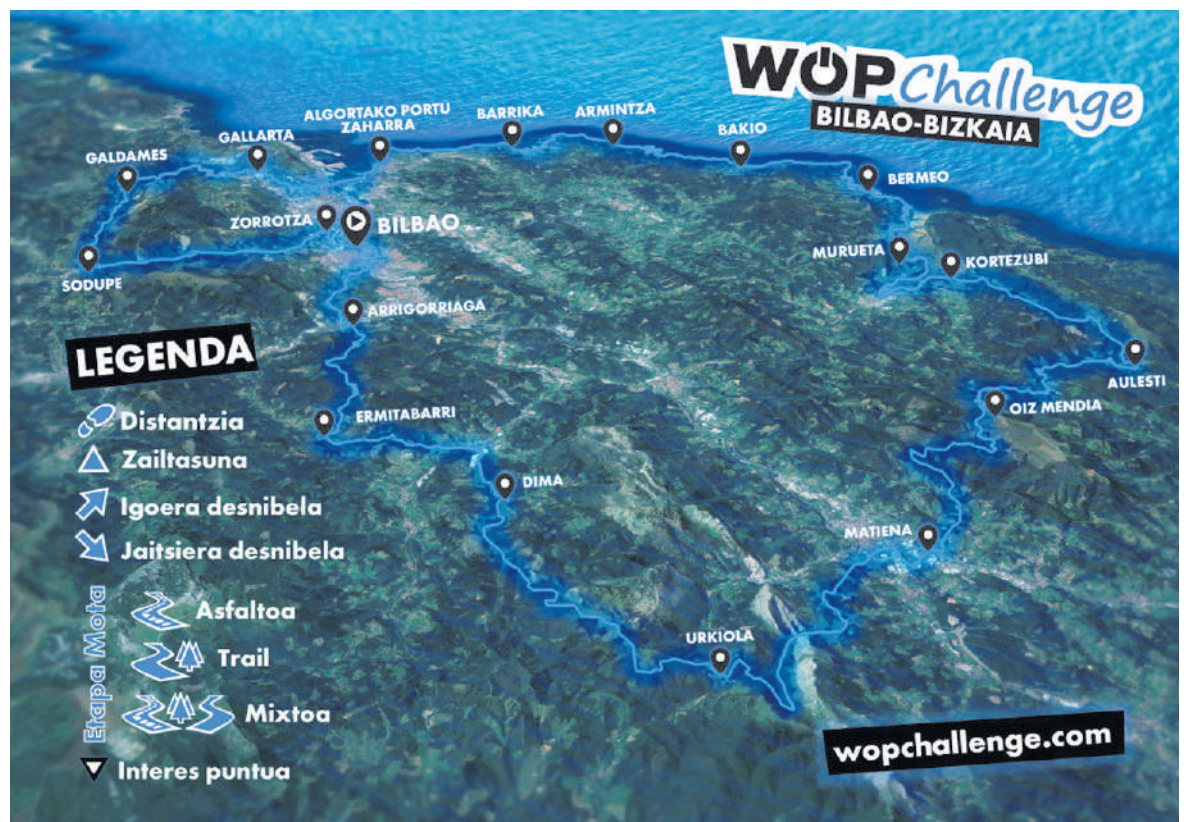 WOP Challenge
BILBAO-BIZKAIA
ALGORTAKO PORTU
ZAHARRA
BARRIKA
ARMINTZA
BAKIO
GALLARTA
GALDAMES
BERMEO
ZORROTZA
BILBAO
MURUETA
KORTEZUBI
SODUPE
ARRIGORRIAGA
AULESTI
OIZ MENDIA
ERMITABARRI
DIMA
MATIENA
URKIOLA
LEGENDA
Distantzia
Zailtasuna
Igoera desnibela
Jaitsiera desnibela
Etapa Mota
Asfaltoa
Trail
Mixtoa
Interes puntua
wopchallenge.com